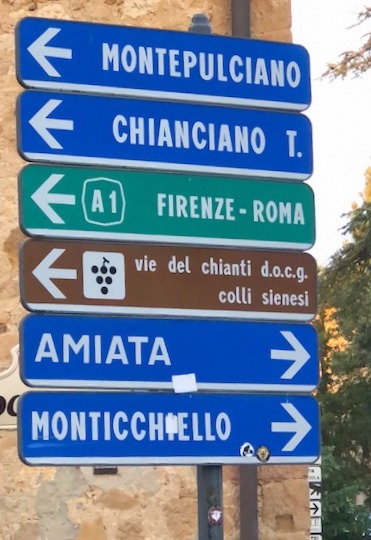 MONTEPULCIANO
CHIANCIANO T.
A1 FIRENZE-ROMA
vie del chianti d.o.c.g.
colli sienesi
AMIATA
MONTICCHIELLO